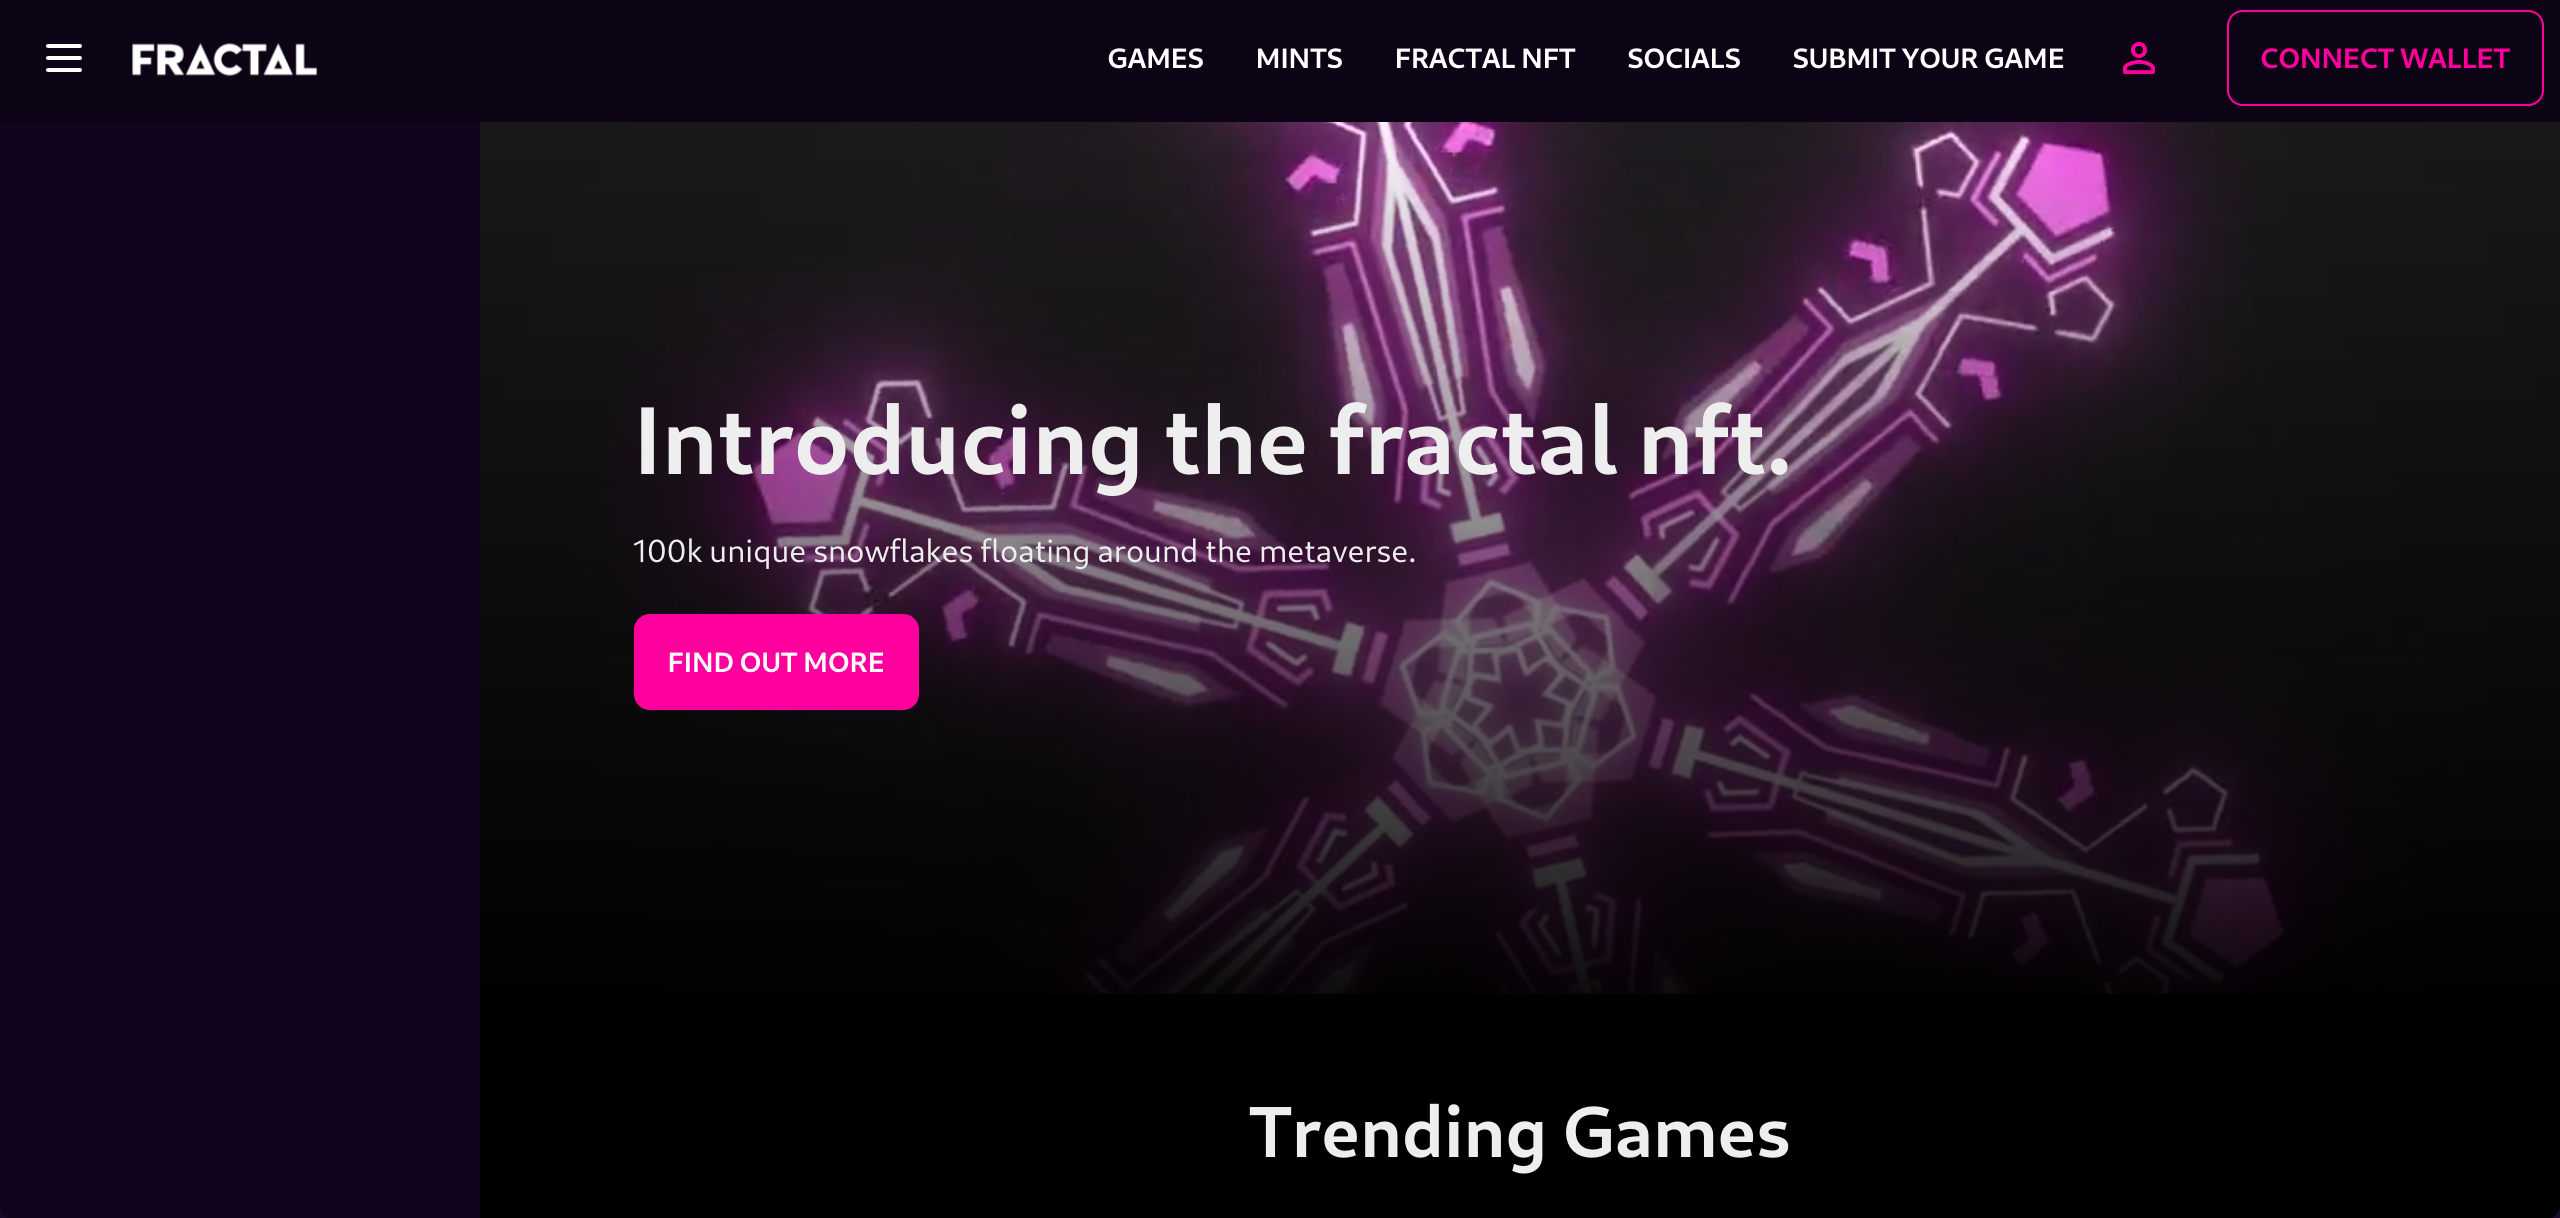 FRACTAL
GAMES MINTS FRACTAL NFT SOCIALS SUBMIT YOUR GAME CONNECT WALLET
Introducing the fractal nft.
100k unique snowflakes floating around the metaverse.
FIND OUT MORE
Trending Games